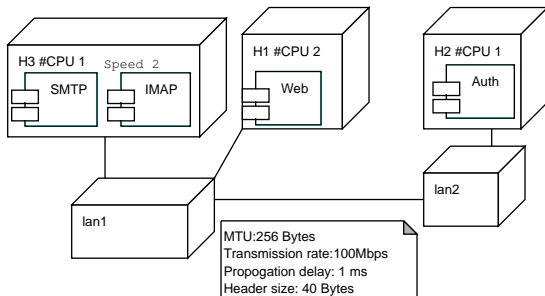 H3 #CPU 1
Speed 2
SMTP
IMAP
H1 #CPU 2
Web
H2 #CPU 1
Auth
lan1
lan2
MTU:256 Bytes
Transmission rate:100Mbps
Propogation delay: 1 ms
Header size: 40 Bytes